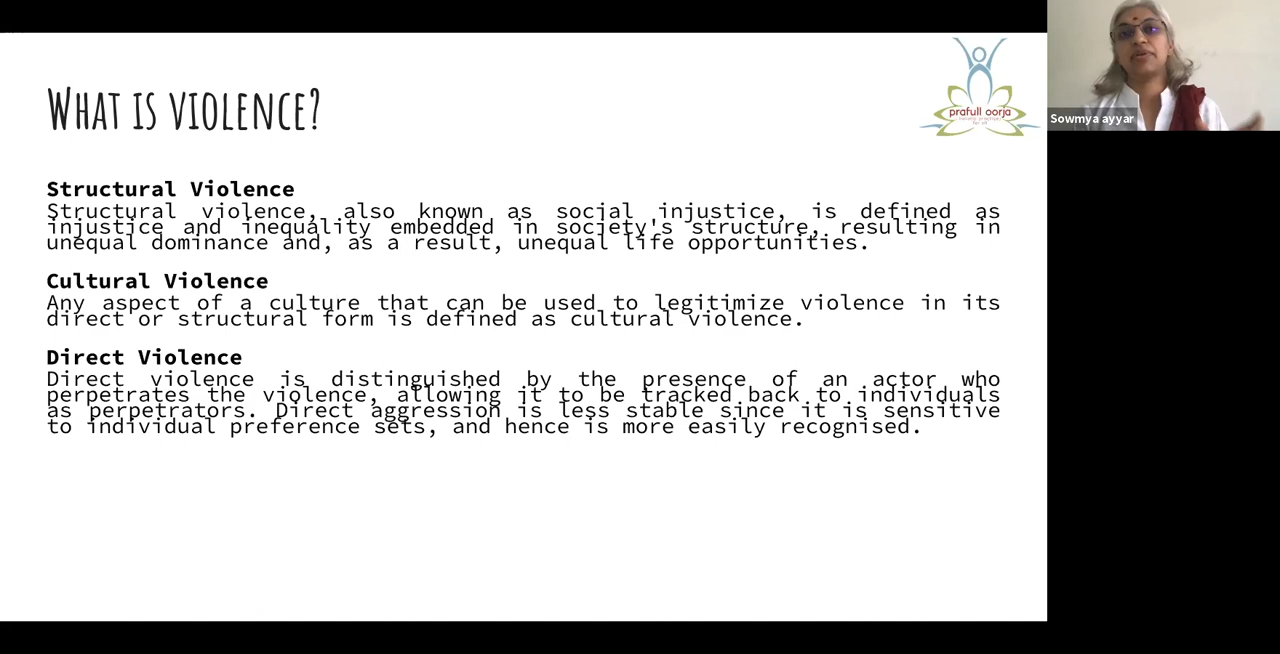 What is violence?
prafull oorja
for all
Sowmya ayyar
Structural Violence
Structural violence, also known as social injustice, is defined as
injustice and inequality embedded in society's structure, resulting in
unequal dominance and, as a result, unequal life opportunities.
Cultural Violence
Any aspect of a culture that can be used to legitimize violence in its
direct or structural form is defined as cultural violence.
Direct Violence
Direct violence is distinguished by the presence of an actor who
perpetrates the violence, allowing it to be tracked back to individuals
as perpetrators. Direct aggression is less stable since it is sensitive
to individual preference sets, and hence is more easily recognised.